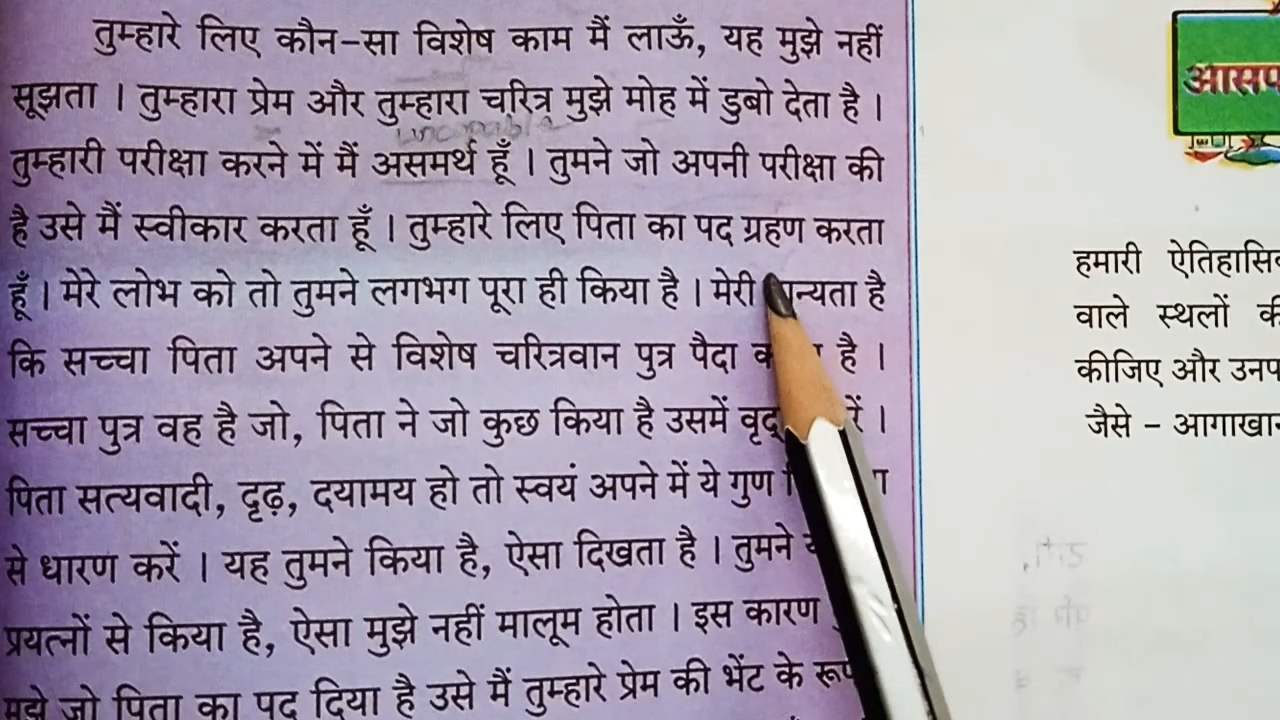 तुम्हारे लिए कौन-सा विशेष काम मैं लाऊँ, यह मुझे नहीं
सूझता । तुम्हारा प्रेम और तुम्हारा चरित्र मुझे मोह में डुबो देता है ।
incapable
तुम्हारी परीक्षा करने में मैं असमर्थ हूँ । तुमने जो अपनी परीक्षा की
है उसे मैं स्वीकार करता हूँ । तुम्हारे लिए पिता का पद ग्रहण करता
हूँ । मेरे लोभ को तो तुमने लगभग पूरा ही किया है । मेरी न्यता है
कि सच्चा पिता अपने से विशेष चरित्रवान पुत्र पैदा है ।
सच्चा पुत्र वह है जो, पिता ने जो कुछ किया है उसमें
पिता सत्यवादी, दृढ़, दयामय हो तो स्वयं अपने में ये गुण
से धारण करें । यह तुमने किया है, ऐसा दिखता है । तुमने
प्रयत्नों से किया है, ऐसा मुझे नहीं मालूम होता । इस कारण
मुझे जो पिता का पद दिया है उसे मैं तुम्हारे प्रेम की भेंट के रूप
आसप
हमारी ऐतिहासि
वाले स्थलों की
कीजिए और उनप
जैसे – आगाखान